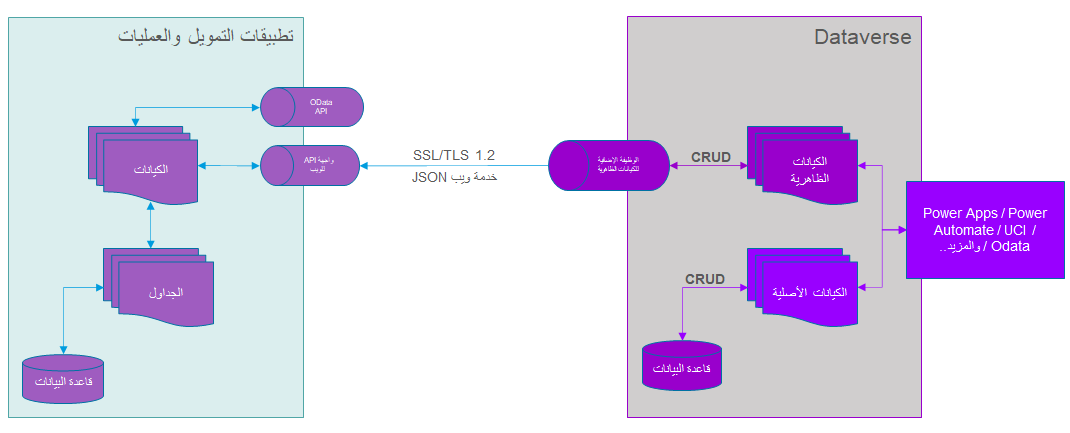 تطبيقات التمويل والعمليات
OData
API
الكيانات
واجهة API
للويب
الجداول
قاعدة البيانات
SSL/TLS 1.2
خدمة ويب JSON
Dataverse
الوظيفة الإضافية
للكيانات الظاهرية
CRUD
الكيانات
الظاهرية
CRUD
الكيانات الأصلية
قاعدة البيانات
Power Apps / Power
Automate / UCI /
Odata / والمزيد..